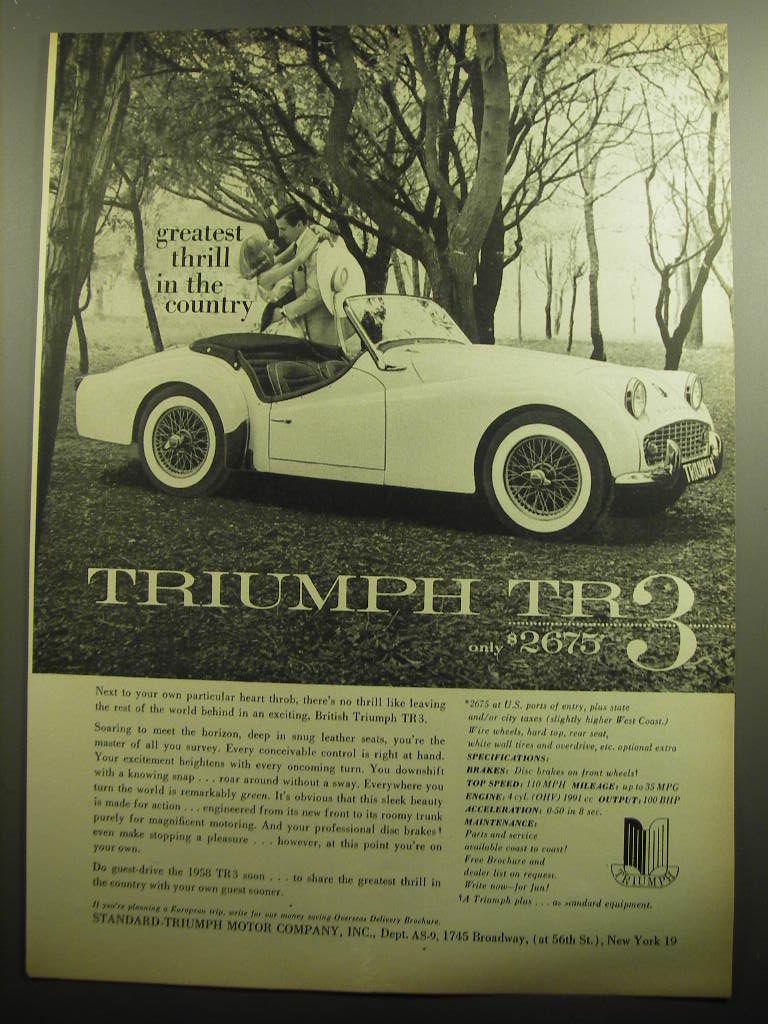 greatest
thrill
in the
country
TRIUMPH
TRIUMPH TR3
only $2675*
Next to your own particular heart throb, there's no thrill like leaving
the rest of the world behind in an exciting, British Triumph TR3.
Soaring to meet the horizon, deep in snug leather seats, you're the
master of all you survey. Every conceivable control is right at hand.
Your excitement heightens with every oncoming turn. You downshift
with a knowing snap . . . roar around without a sway. Everywhere you
turn the world is remarkably green. It's obvious that this sleek beauty
is made for action . . . engineered from its new front to its roomy trunk
purely for magnificent motoring. And your professional disc brakes†
even make stopping a pleasure . . . however, at this point you're on
your own.
Do guest-drive the 1958 TR3 soon . . . to share the greatest thrill in
the country with your own guest sooner.
If you're planning a European trip, write for our money saving Overseas Delivery Brochure.
STANDARD-TRIUMPH MOTOR COMPANY, INC., Dept. AS-9, 1745 Broadway, (at 56th St.), New York 19
*2675 at U.S. ports of entry, plus state
and/or city taxes (slightly higher West Coast.)
Wire wheels, hard top, rear seat,
white wall tires and overdrive, etc. optional extra
SPECIFICATIONS:
BRAKES: Disc brakes on front wheels†
TOP SPEED: 110 MPH MILEAGE: up to 35 MPG
ENGINE: 4 cyl. (OHV) 1991 cc OUTPUT: 100 BHP
ACCELERATION: 0-50 in 8 sec.
MAINTENANCE:
Parts and service
available coast to coast!
Free Brochure and
dealer list on request.
Write now—for fun!
†A Triumph plus . . . as standard equipment.
TRIUMPH